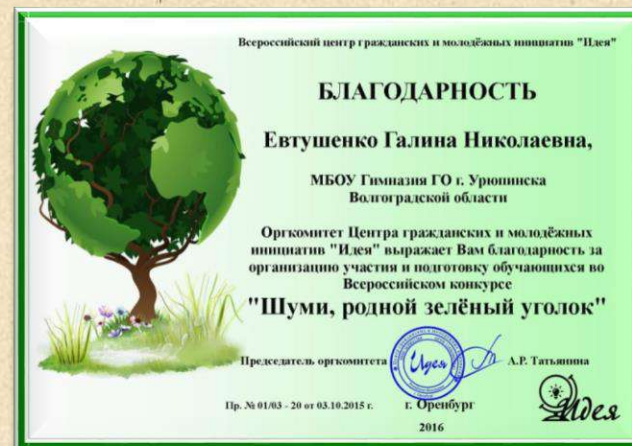 Всероссийский центр гражданских и молодёжных инициатив "Идея"
БЛАГОДАРНОСТЬ
Евтушенко Галина Николаевна,
МБОУ Гимназия ГО г. Урюпинска
Волгоградской области
Оргкомитет Центра гражданских и молодёжных
инициатив "Идея" выражает Вам благодарность за
организацию участия и подготовку обучающихся во
Всероссийском конкурсе
"Шуми, родной зелёный уголок"
Председатель оргкомитета Идея А.Р. Татьянина
Пр. № 01/03 - 20 от 03.10.2015 г. г. Оренбург
2016
Идея